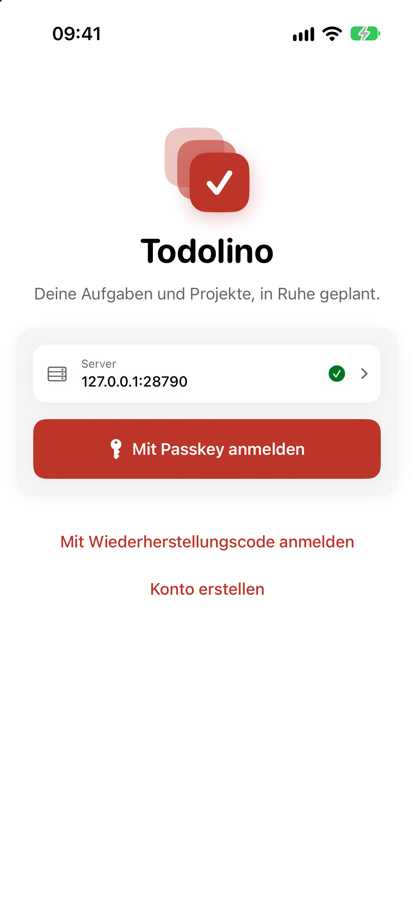 09:41
Todolino
Deine Aufgaben und Projekte, in Ruhe geplant.
Server
127.0.0.1:28790
Mit Passkey anmelden
Mit Wiederherstellungscode anmelden
Konto erstellen